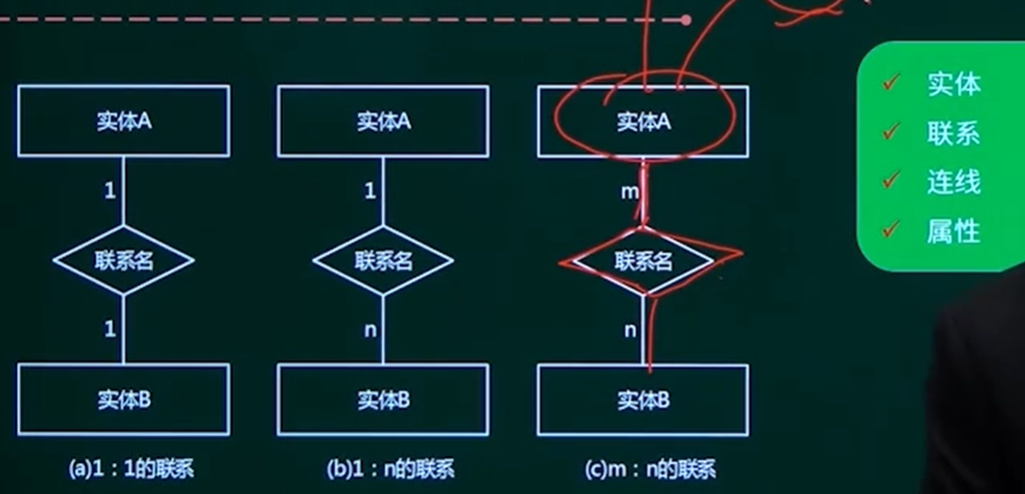 实体A
1
联系名
1
实体B
(a)1：1的联系
实体A
1
联系名
n
实体B
(b)1：n的联系
实体A
m
联系名
n
实体B
(c)m：n的联系
实体
联系
连线
属性